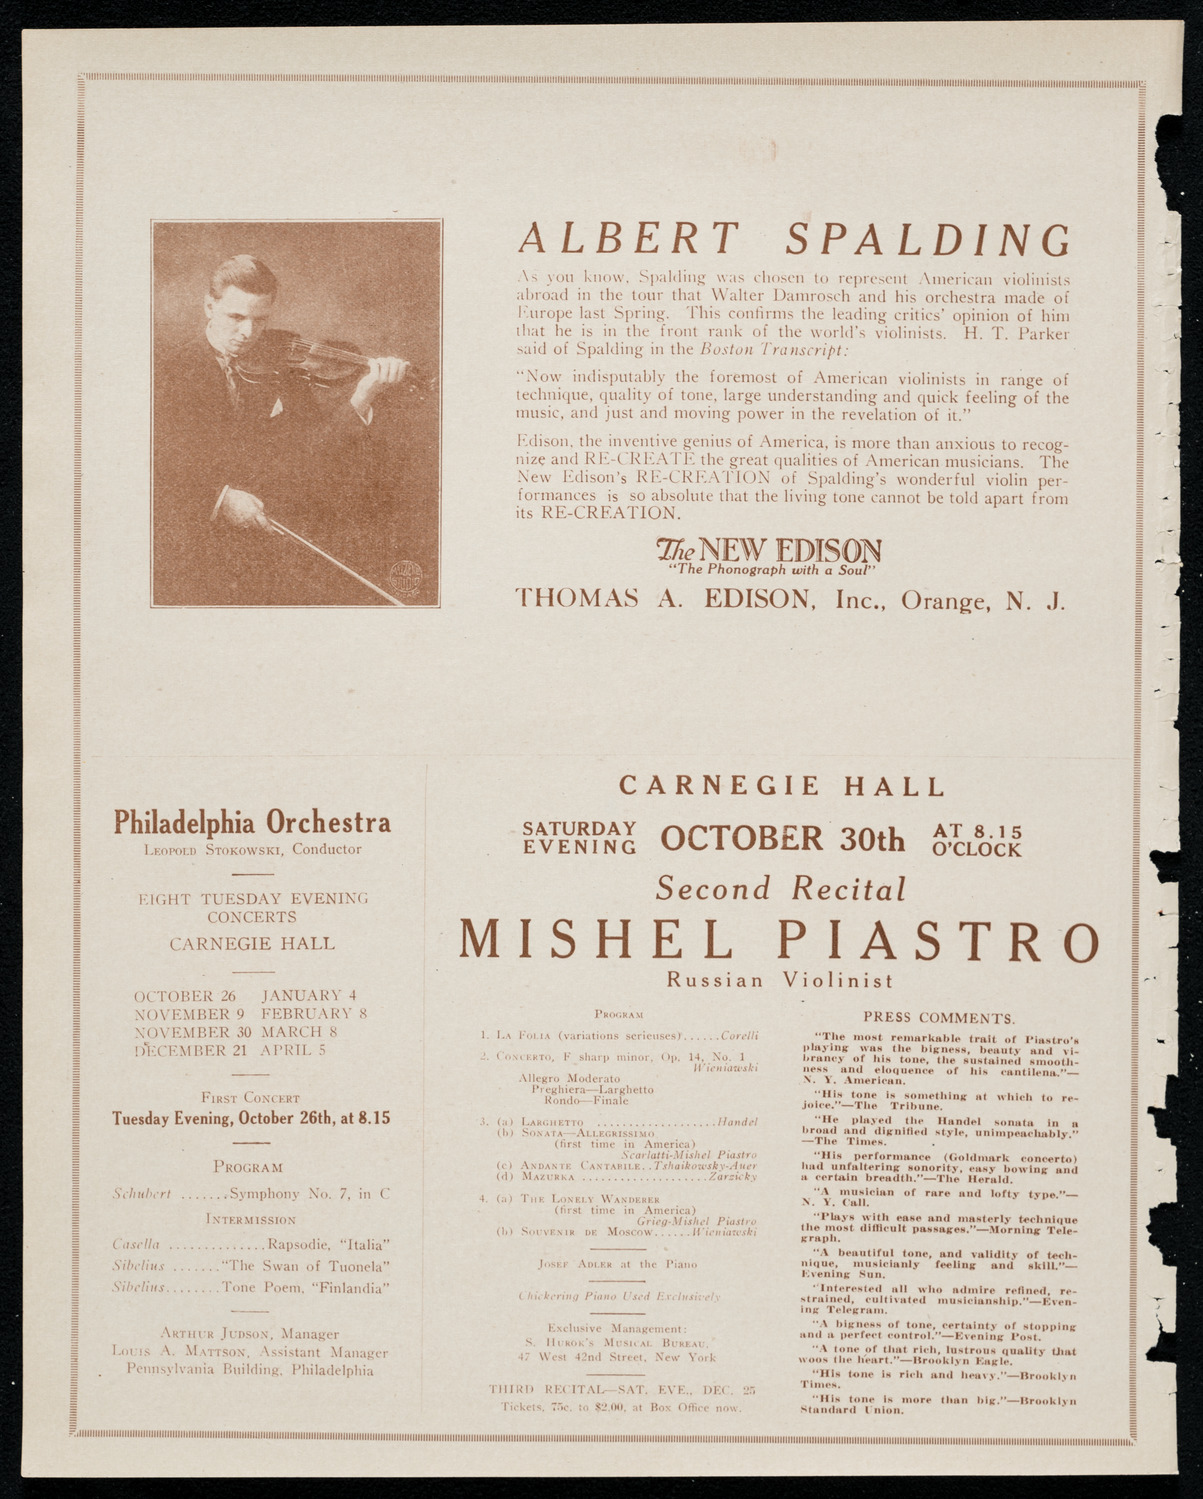 ALBERT SPALDING
As you know, Spalding was chosen to represent American violinists
abroad in the tour that Walter Damrosch and his orchestra made of
Europe last Spring. This confirms the leading critics' opinion of him
that he is in the front rank of the world's violinists. H. T. Parker
said of Spalding in the Boston Transcript:
"Now indisputably the foremost of American violinists in range of
technique, quality of tone, large understanding and quick feeling of the
music, and just and moving power in the revelation of it."
Edison, the inventive genius of America, is more than anxious to recog-
nize and RE-CREATE the great qualities of American musicians. The
New Edison's RE-CREATION of Spalding's wonderful violin per-
formances is so absolute that the living tone cannot be told apart from
its RE-CREATION.
The NEW EDISON
"The Phonograph with a Soul"
THOMAS A. EDISON, Inc., Orange, N. J.
Philadelphia Orchestra
LEOPOLD STOKOWSKI, Conductor
EIGHT TUESDAY EVENING
CONCERTS
CARNEGIE HALL
OCTOBER 26 JANUARY 4
NOVEMBER 9 FEBRUARY 8
NOVEMBER 30 MARCH 8
DECEMBER 21 APRIL 5
FIRST CONCERT
Tuesday Evening, October 26th, at 8.15
PROGRAM
Schubert .......Symphony No. 7, in C
INTERMISSION
Casella ..............Rapsodie, "Italia"
Sibelius ......."The Swan of Tuonela"
Sibelius........Tone Poem, "Finlandia"
ARTHUR JUDSON, Manager
LOUIS A. MATTSON, Assistant Manager
Pennsylvania Building, Philadelphia
CARNEGIE HALL
SATURDAY EVENING OCTOBER 30th AT 8.15 O'CLOCK
Second Recital
MISHEL PIASTRO
Russian Violinist
PROGRAM
1. LA FOLIA (variations serieuses)......Corelli
2. CONCERTO, F sharp minor, Op. 14, No. 1
Wieniawski
Allegro Moderato
Preghiera—Larghetto
Rondo—Finale
3. (a) LARGHETTO ...................Handel
(b) SONATA—ALLEGRISSIMO
(first time in America)
Scarlatti-Mishel Piastro
(c) ANDANTE CANTABILE..Tshaikowsky-Auer
(d) MAZURKA ....................Zarzicky
4. (a) THE LONELY WANDERER
(first time in America)
Grieg-Mishel Piastro
(b) SOUVENIR DE MOSCOW......Wieniawski
JOSEF ADLER at the Piano
Chickering Piano Used Exclusively
Exclusive Management:
S. HUROK'S MUSICAL BUREAU,
47 West 42nd Street, New York
THIRD RECITAL—SAT. EVE., DEC. 25
Tickets, 75c. to $2.00, at Box Office now.
PRESS COMMENTS.
"The most remarkable trait of Piastro's
playing was the bigness, beauty and vi-
brancy of his tone, the sustained smooth-
ness and eloquence of his cantilena."—
N. Y. American.
"His tone is something at which to re-
joice."—The Tribune.
"He played the Handel sonata in a
broad and dignified style, unimpeachably."
—The Times.
"His performance (Goldmark concerto)
had unfaltering sonority, easy bowing and
a certain breadth."—The Herald.
"A musician of rare and lofty type."—
N. Y. Call.
"Plays with ease and masterly technique
the most difficult passages."—Morning Tele-
graph.
"A beautiful tone, and validity of tech-
nique, musicianly feeling and skill."—
Evening Sun.
"Interested all who admire refined, re-
strained, cultivated musicianship."—Even-
ing Telegram.
"A bigness of tone, certainty of stopping
and a perfect control."—Evening Post.
"A tone of that rich, lustrous quality that
woos the heart."—Brooklyn Eagle.
"His tone is rich and heavy."—Brooklyn
Times.
"His tone is more than big."—Brooklyn
Standard Union.